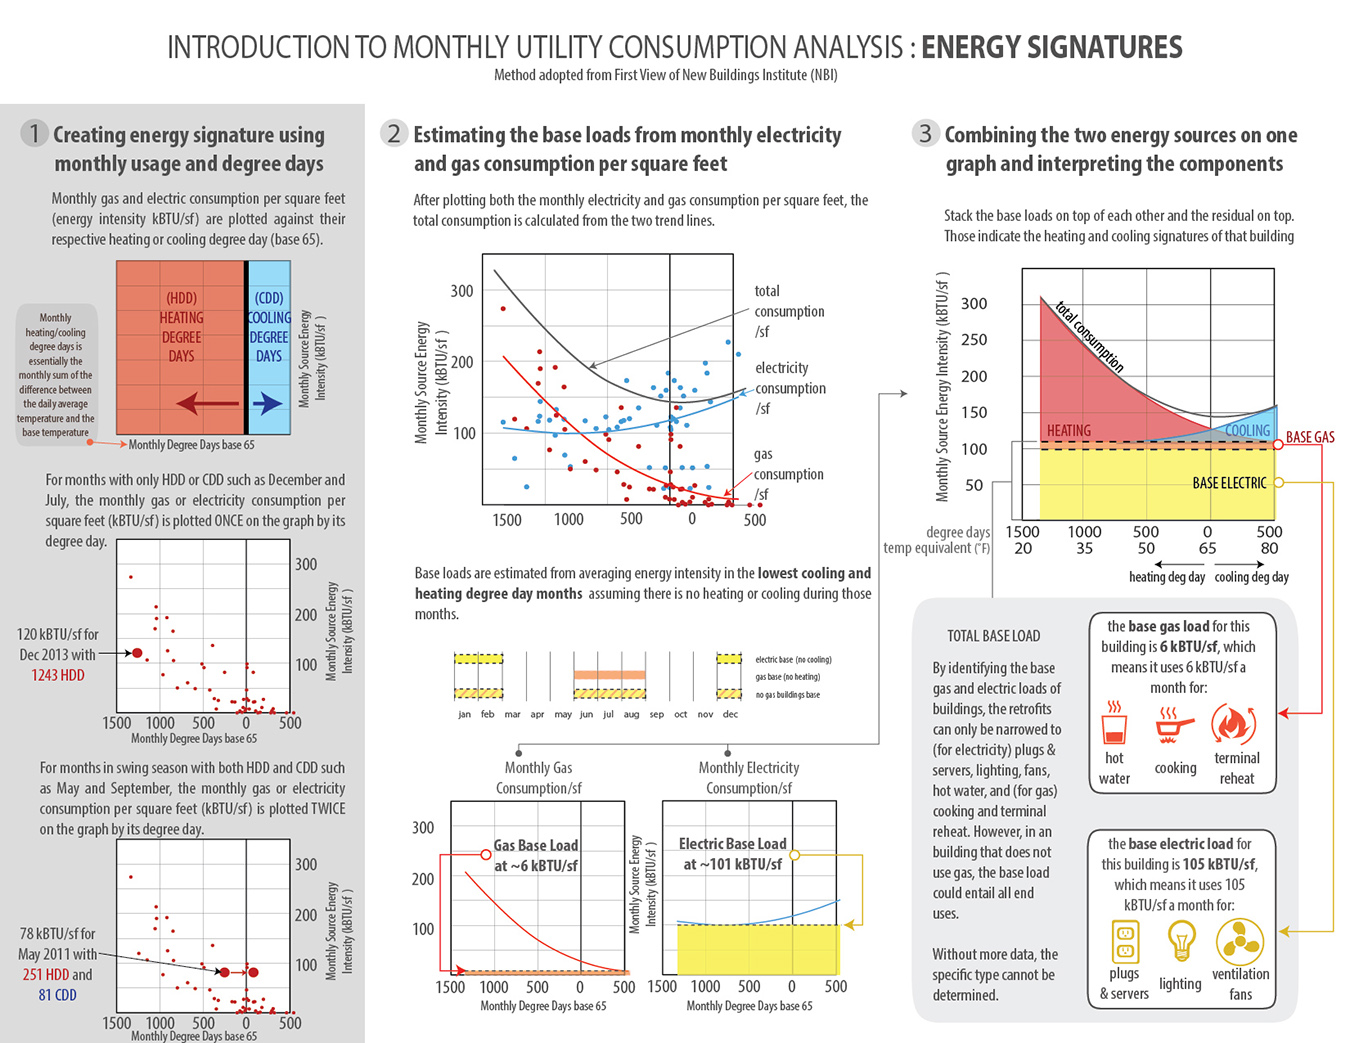 INTRODUCTION TO MONTHLY UTILITY CONSUMPTION ANALYSIS : ENERGY SIGNATURES
Method adopted from First View of New Buildings Institute (NBI)
1 Creating energy signature using
monthly usage and degree days
Monthly gas and electric consumption per square feet
(energy intensity kBTU/sf) are plotted against their
respective heating or cooling degree day (base 65).
(HDD)
HEATING
DEGREE
DAYS
(CDD)
COOLING
DEGREE
DAYS
Monthly Source Energy
Intensity (kBTU/sf )
Monthly
heating/cooling
degree days is
essentially the
monthly sum of the
difference between
the daily average
temperature and the
base temperature
Monthly Degree Days base 65
For months with only HDD or CDD such as December and
July, the monthly gas or electricity consumption per
square feet (kBTU/sf) is plotted ONCE on the graph by its
degree day.
300
200
100
Monthly Source Energy
Intensity (kBTU/sf )
120 kBTU/sf for
Dec 2013 with
1243 HDD
1500 1000 500 0 500
Monthly Degree Days base 65
For months in swing season with both HDD and CDD such
as May and September, the monthly gas or electricity
consumption per square feet (kBTU/sf) is plotted TWICE
on the graph by its degree day.
300
200
100
Monthly Source Energy
Intensity (kBTU/sf )
78 kBTU/sf for
May 2011 with
251 HDD and
81 CDD
1500 1000 500 0 500
Monthly Degree Days base 65
2 Estimating the base loads from monthly electricity
and gas consumption per square feet
After plotting both the monthly electricity and gas consumption per square feet, the
total consumption is calculated from the two trend lines.
Monthly Source Energy
Intensity (kBTU/sf )
300
200
100
1500 1000 500 0 500
total
consumption
/sf
electricity
consumption
/sf
gas
consumption
/sf
Base loads are estimated from averaging energy intensity in the lowest cooling and
heating degree day months assuming there is no heating or cooling during those
months.
electric base (no cooling)
gas base (no heating)
no gas buildings base
jan feb mar apr may jun jul aug sep oct nov dec
Monthly Gas
Consumption/sf
300
200
100
Gas Base Load
at ~6 kBTU/sf
1500 1000 500 0 500
Monthly Degree Days base 65
Monthly Electricity
Consumption/sf
Monthly Source Energy
Intensity (kBTU/sf )
Electric Base Load
at ~101 kBTU/sf
1500 1000 500 0 500
Monthly Degree Days base 65
3 Combining the two energy sources on one
graph and interpreting the components
Stack the base loads on top of each other and the residual on top.
Those indicate the heating and cooling signatures of that building
Monthly Source Energy Intensity (kBTU/sf )
300
250
200
150
100
50
total consumption
HEATING
COOLING
BASE GAS
BASE ELECTRIC
degree days 1500 1000 500 0 500
temp equivalent (°F) 20 35 50 65 80
heating deg day cooling deg day
TOTAL BASE LOAD
By identifying the base
gas and electric loads of
buildings, the retrofits
can only be narrowed to
(for electricity) plugs &
servers, lighting, fans,
hot water, and (for gas)
cooking and terminal
reheat. However, in an
building that does not
use gas, the base load
could entail all end
uses.
Without more data, the
specific type cannot be
determined.
the base gas load for this
building is 6 kBTU/sf, which
means it uses 6 kBTU/sf a
month for:
hot
water
cooking
terminal
reheat
the base electric load for
this building is 105 kBTU/sf,
which means it uses 105
kBTU/sf a month for:
plugs
& servers
lighting
ventilation
fans